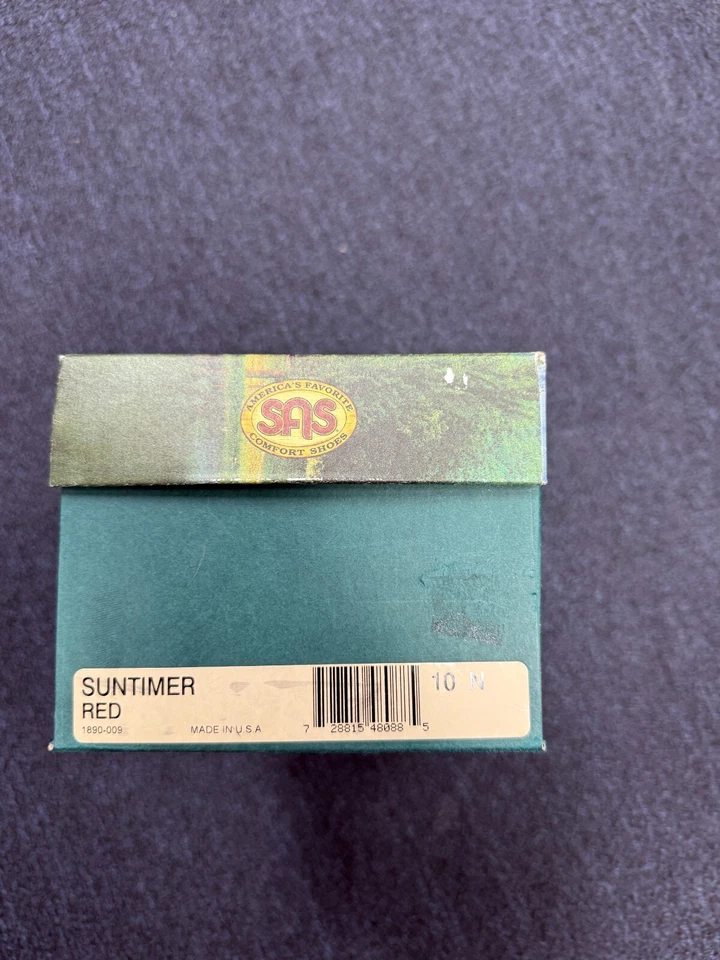 AMERICA'S FAVORITE
SAS
COMFORT SHOES
SUNTIMER
RED
1890-009
MADE IN U.S.A
10 N
7 28815 48088 5